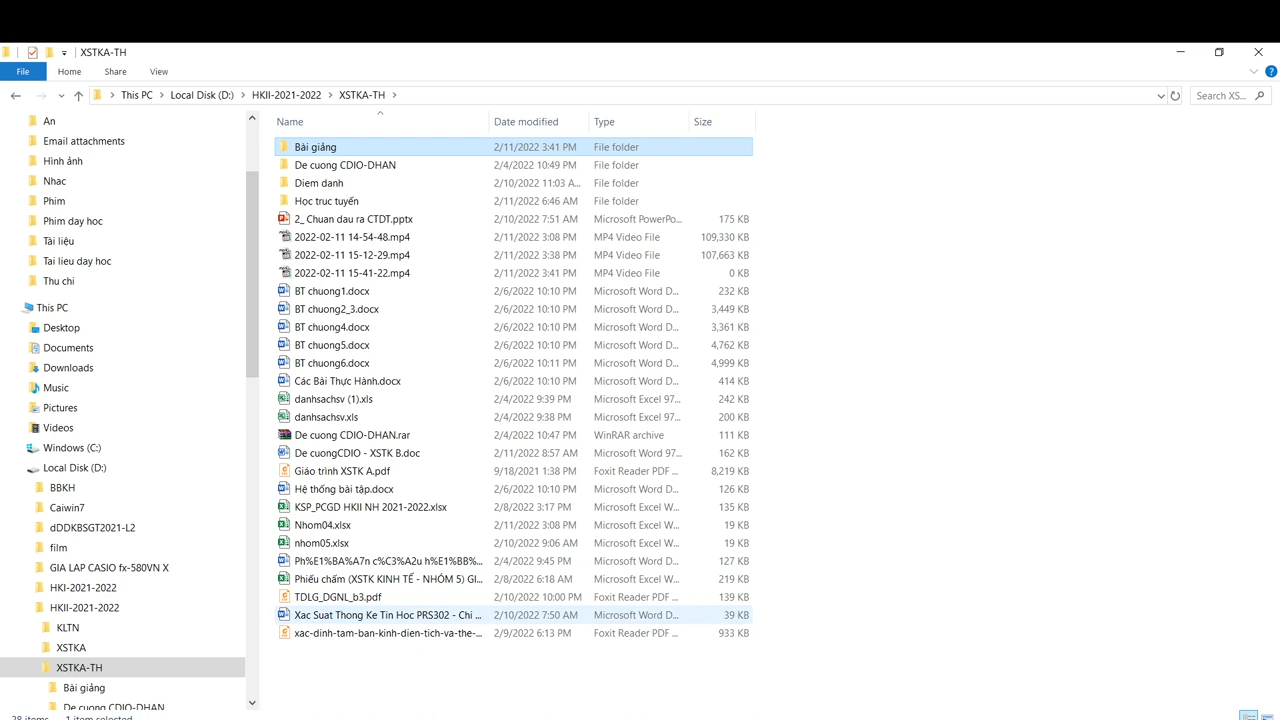 XSTKA-TH
File Home Share View
This PC Local Disk (D:) HKII-2021-2022 XSTKA-TH Search XS...
An
Email attachments
Hình ảnh
Nhac
Phim
Phim day hoc
Tài liệu
Tai lieu day hoc
Thu chi
This PC
Desktop
Documents
Downloads
Music
Pictures
Videos
Windows (C:)
Local Disk (D:)
BBKH
Caiwin7
dDDKBSGT2021-L2
film
GIA LAP CASIO fx-580VN X
HKI-2021-2022
HKII-2021-2022
KLTN
XSTKA
XSTKA-TH
Bài giảng
De cuong CDIO-DHAN
Name Date modified Type Size
Bài giảng 2/11/2022 3:41 PM File folder
De cuong CDIO-DHAN 2/4/2022 10:49 PM File folder
Diem danh 2/10/2022 11:03 A... File folder
Học truc tuyến 2/11/2022 6:46 AM File folder
2_ Chuan dau ra CTDT.pptx 2/10/2022 7:51 AM Microsoft PowerPo... 175 KB
2022-02-11 14-54-48.mp4 2/11/2022 3:08 PM MP4 Video File 109,330 KB
2022-02-11 15-12-29.mp4 2/11/2022 3:38 PM MP4 Video File 107,663 KB
2022-02-11 15-41-22.mp4 2/11/2022 3:41 PM MP4 Video File 0 KB
BT chuong1.docx 2/6/2022 10:10 PM Microsoft Word D... 232 KB
BT chuong2_3.docx 2/6/2022 10:10 PM Microsoft Word D... 3,449 KB
BT chuong4.docx 2/6/2022 10:10 PM Microsoft Word D... 3,361 KB
BT chuong5.docx 2/6/2022 10:10 PM Microsoft Word D... 4,762 KB
BT chuong6.docx 2/6/2022 10:11 PM Microsoft Word D... 4,999 KB
Các Bài Thực Hành.docx 2/6/2022 10:10 PM Microsoft Word D... 414 KB
danhsachsv (1).xls 2/4/2022 9:39 PM Microsoft Excel 97... 242 KB
danhsachsv.xls 2/4/2022 9:38 PM Microsoft Excel 97... 200 KB
De cuong CDIO-DHAN.rar 2/4/2022 10:47 PM WinRAR archive 111 KB
De cuongCDIO - XSTK B.doc 2/11/2022 8:57 AM Microsoft Word 97... 162 KB
Giáo trình XSTK A.pdf 9/18/2021 1:38 PM Foxit Reader PDF ... 8,219 KB
Hệ thống bài tập.docx 2/6/2022 10:10 PM Microsoft Word D... 126 KB
KSP_PCGD HKII NH 2021-2022.xlsx 2/8/2022 3:17 PM Microsoft Excel W... 135 KB
Nhom04.xlsx 2/11/2022 3:08 PM Microsoft Excel W... 19 KB
nhom05.xlsx 2/10/2022 9:06 AM Microsoft Excel W... 19 KB
Ph%E1%BA%A7n c%C3%A2u h%E1%BB%... 2/4/2022 9:45 PM Microsoft Word D... 127 KB
Phiếu chấm (XSTK KINH TẾ - NHÓM 5) GI... 2/8/2022 6:18 AM Microsoft Excel W... 219 KB
TDLG_DGNL_b3.pdf 2/10/2022 10:00 PM Foxit Reader PDF ... 139 KB
Xac Suat Thong Ke Tin Hoc PRS302 - Chi ... 2/10/2022 7:50 AM Microsoft Word D... 39 KB
xac-dinh-tam-ban-kinh-dien-tich-va-the-... 2/9/2022 6:13 PM Foxit Reader PDF ... 933 KB
28 items 1 item selected